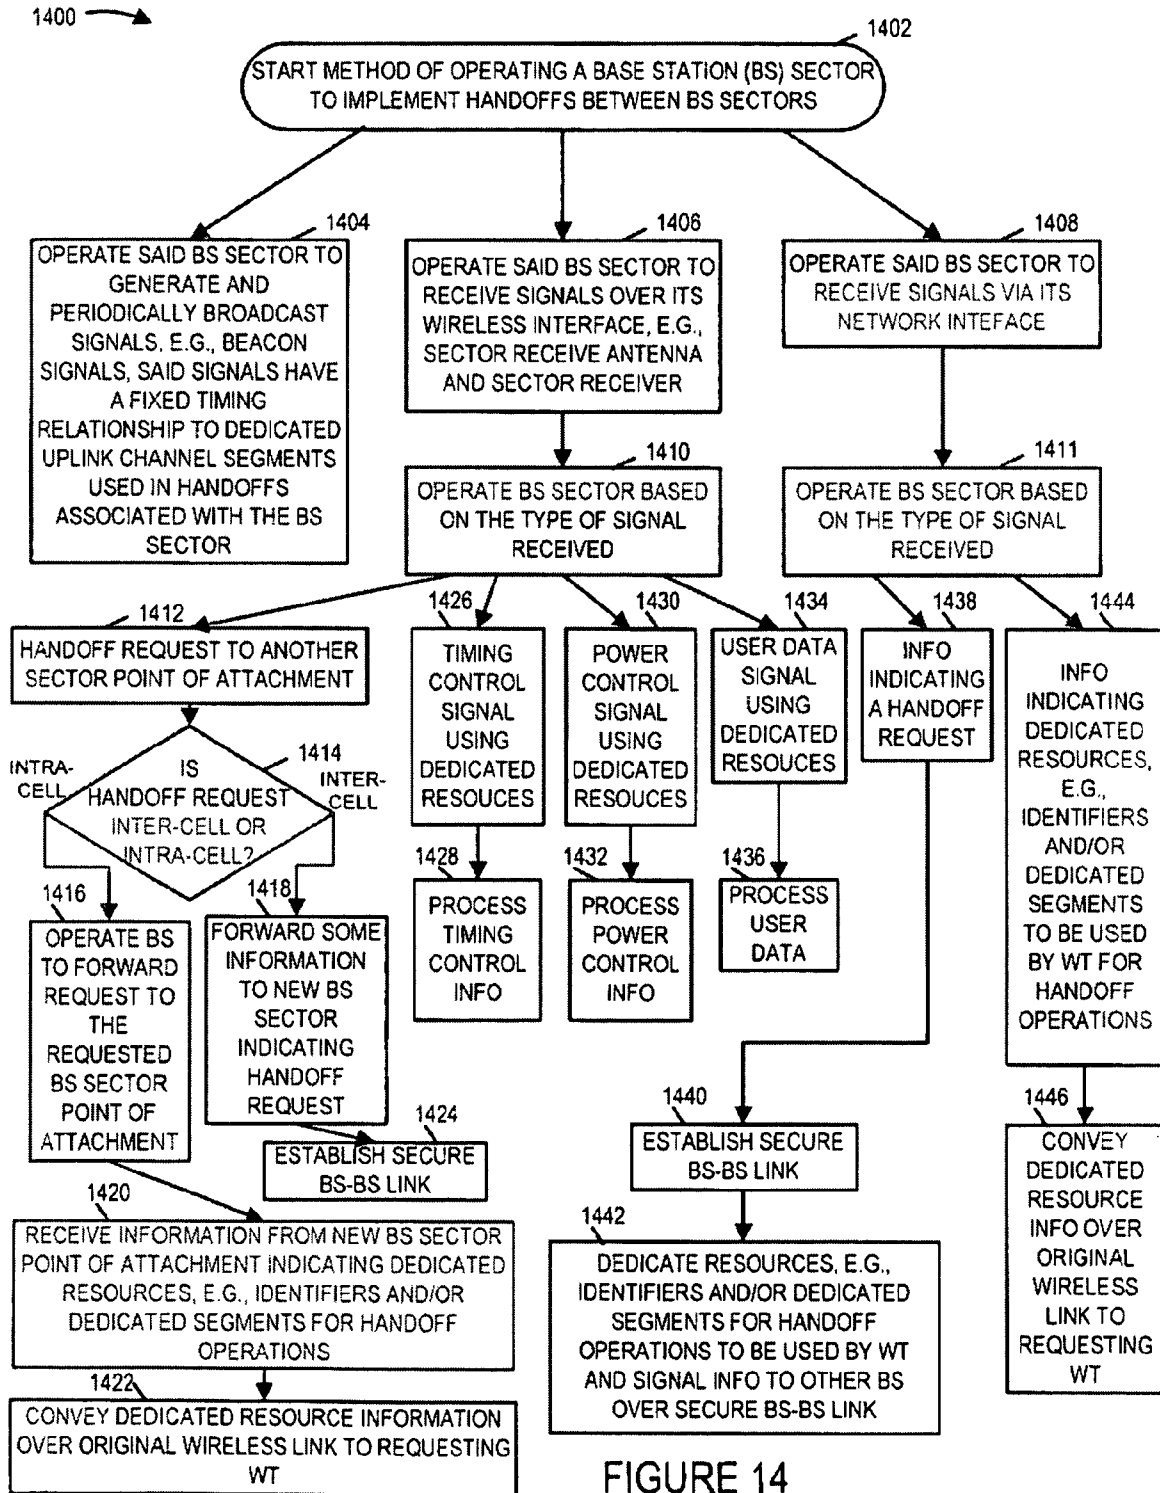 1400
1402
START METHOD OF OPERATING A BASE STATION (BS) SECTOR
TO IMPLEMENT HANDOFFS BETWEEN BS SECTORS
1404
OPERATE SAID BS SECTOR TO
GENERATE AND
PERIODICALLY BROADCAST
SIGNALS, E.G., BEACON
SIGNALS, SAID SIGNALS HAVE
A FIXED TIMING
RELATIONSHIP TO DEDICATED
UPLINK CHANNEL SEGMENTS
USED IN HANDOFFS
ASSOCIATED WITH THE BS
SECTOR
1406
OPERATE SAID BS SECTOR TO
RECEIVE SIGNALS OVER ITS
WIRELESS INTERFACE, E.G.,
SECTOR RECEIVE ANTENNA
AND SECTOR RECEIVER
1408
OPERATE SAID BS SECTOR TO
RECEIVE SIGNALS VIA ITS
NETWORK INTEFACE
1410
OPERATE BS SECTOR BASED
ON THE TYPE OF SIGNAL
RECEIVED
1411
OPERATE BS SECTOR BASED
ON THE TYPE OF SIGNAL
RECEIVED
1412
HANDOFF REQUEST TO ANOTHER
SECTOR POINT OF ATTACHMENT
1414
IS
HANDOFF REQUEST
INTER-CELL OR
INTRA-CELL?
INTRA-
CELL
INTER-
CELL
1416
OPERATE BS
TO FORWARD
REQUEST TO
THE
REQUESTED
BS SECTOR
POINT OF
ATTACHMENT
1418
FORWARD SOME
INFORMATION
TO NEW BS
SECTOR
INDICATING
HANDOFF
REQUEST
1424
ESTABLISH SECURE
BS-BS LINK
1420
RECEIVE INFORMATION FROM NEW BS SECTOR
POINT OF ATTACHMENT INDICATING DEDICATED
RESOURCES, E.G., IDENTIFIERS AND/OR
DEDICATED SEGMENTS FOR HANDOFF
OPERATIONS
1422
CONVEY DEDICATED RESOURCE INFORMATION
OVER ORIGINAL WIRELESS LINK TO REQUESTING
WT
1426
TIMING
CONTROL
SIGNAL
USING
DEDICATED
RESOUCES
1428
PROCESS
TIMING
CONTROL
INFO
1430
POWER
CONTROL
SIGNAL
USING
DEDICATED
RESOUCES
1432
PROCESS
POWER
CONTROL
INFO
1434
USER DATA
SIGNAL
USING
DEDICATED
RESOUCES
1436
PROCESS
USER
DATA
1438
INFO
INDICATING
A HANDOFF
REQUEST
1440
ESTABLISH SECURE
BS-BS LINK
1442
DEDICATE RESOURCES, E.G.,
IDENTIFIERS AND/OR DEDICATED
SEGMENTS FOR HANDOFF
OPERATIONS TO BE USED BY WT
AND SIGNAL INFO TO OTHER BS
OVER SECURE BS-BS LINK
1444
INFO
INDICATING
DEDICATED
RESOURCES,
E.G.,
IDENTIFIERS
AND/OR
DEDICATED
SEGMENTS
TO BE USED
BY WT FOR
HANDOFF
OPERATIONS
1446
CONVEY
DEDICATED
RESOURCE
INFO OVER
ORIGINAL
WIRELESS
LINK TO
REQUESTING
WT
FIGURE 14